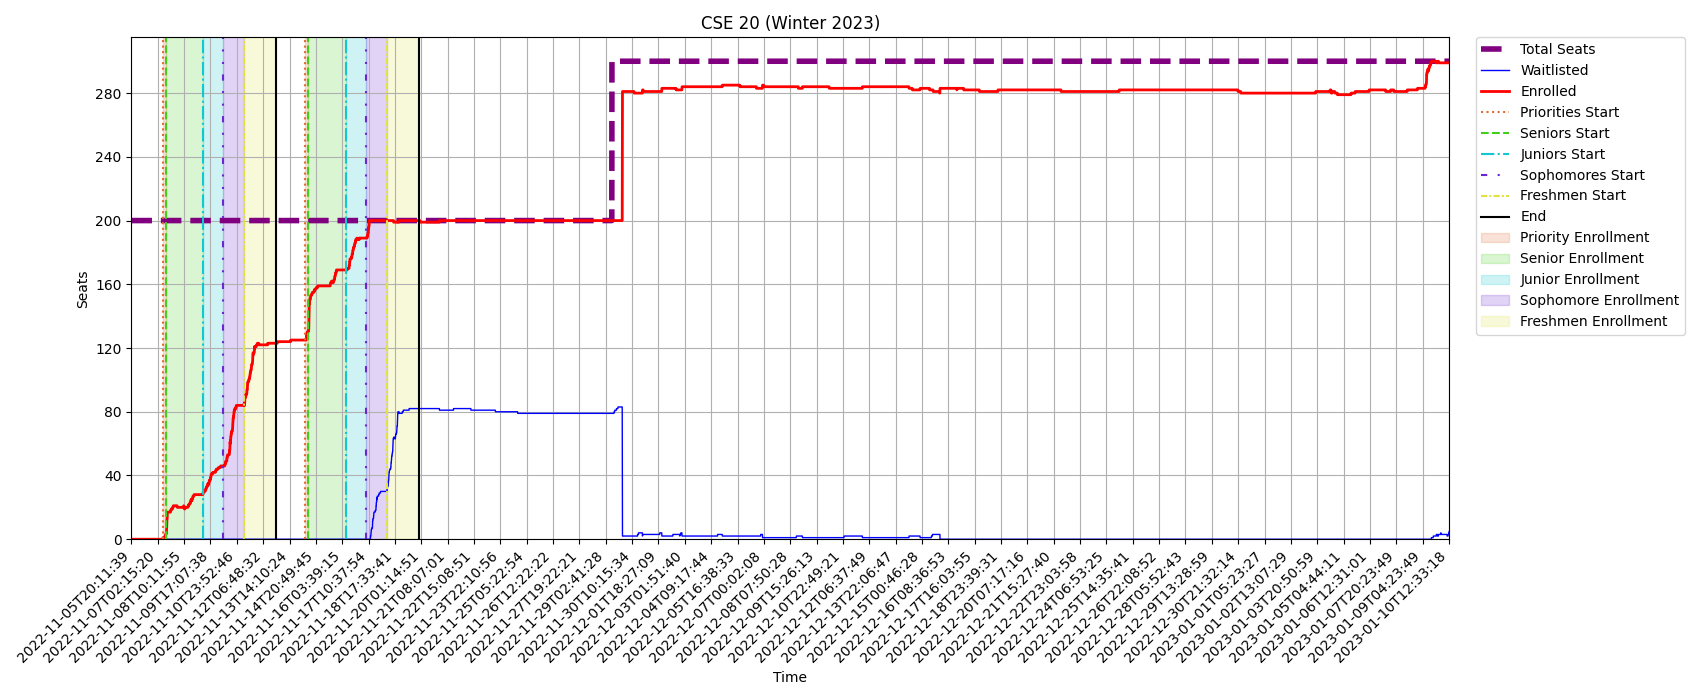 CSE 20 (Winter 2023)
Total Seats
Waitlisted
Enrolled
Priorities Start
Seniors Start
Juniors Start
Sophomores Start
Freshmen Start
End
Priority Enrollment
Senior Enrollment
Junior Enrollment
Sophomore Enrollment
Freshmen Enrollment
Seats
280
240
200
160
120
80
40
0
2022-11-05T20:11:39
2022-11-07T02:15:20
2022-11-08T10:11:55
2022-11-09T17:07:38
2022-11-10T23:52:46
2022-11-12T06:48:32
2022-11-13T14:10:24
2022-11-14T20:49:45
2022-11-16T03:39:15
2022-11-17T10:37:54
2022-11-18T17:33:41
2022-11-20T01:14:51
2022-11-21T08:07:01
2022-11-22T15:08:51
2022-11-23T22:10:56
2022-11-25T05:22:54
2022-11-26T12:22:22
2022-11-27T19:22:21
2022-11-29T02:41:28
2022-11-30T10:15:34
2022-12-01T18:27:09
2022-12-03T01:51:40
2022-12-04T09:17:44
2022-12-05T16:38:33
2022-12-07T00:02:08
2022-12-08T07:50:28
2022-12-09T15:26:13
2022-12-10T22:49:21
2022-12-12T06:37:49
2022-12-13T22:06:47
2022-12-15T00:46:28
2022-12-16T08:36:53
2022-12-17T16:03:55
2022-12-18T23:39:31
2022-12-20T07:17:16
2022-12-21T15:27:40
2022-12-22T23:03:58
2022-12-24T06:53:25
2022-12-25T14:35:41
2022-12-26T22:08:52
2022-12-28T05:52:43
2022-12-29T13:28:59
2022-12-30T21:32:14
2023-01-01T05:23:27
2023-01-02T13:07:29
2023-01-03T20:50:59
2023-01-05T04:44:11
2023-01-06T12:31:01
2023-01-07T20:23:49
2023-01-09T04:23:49
2023-01-10T12:33:18
Time